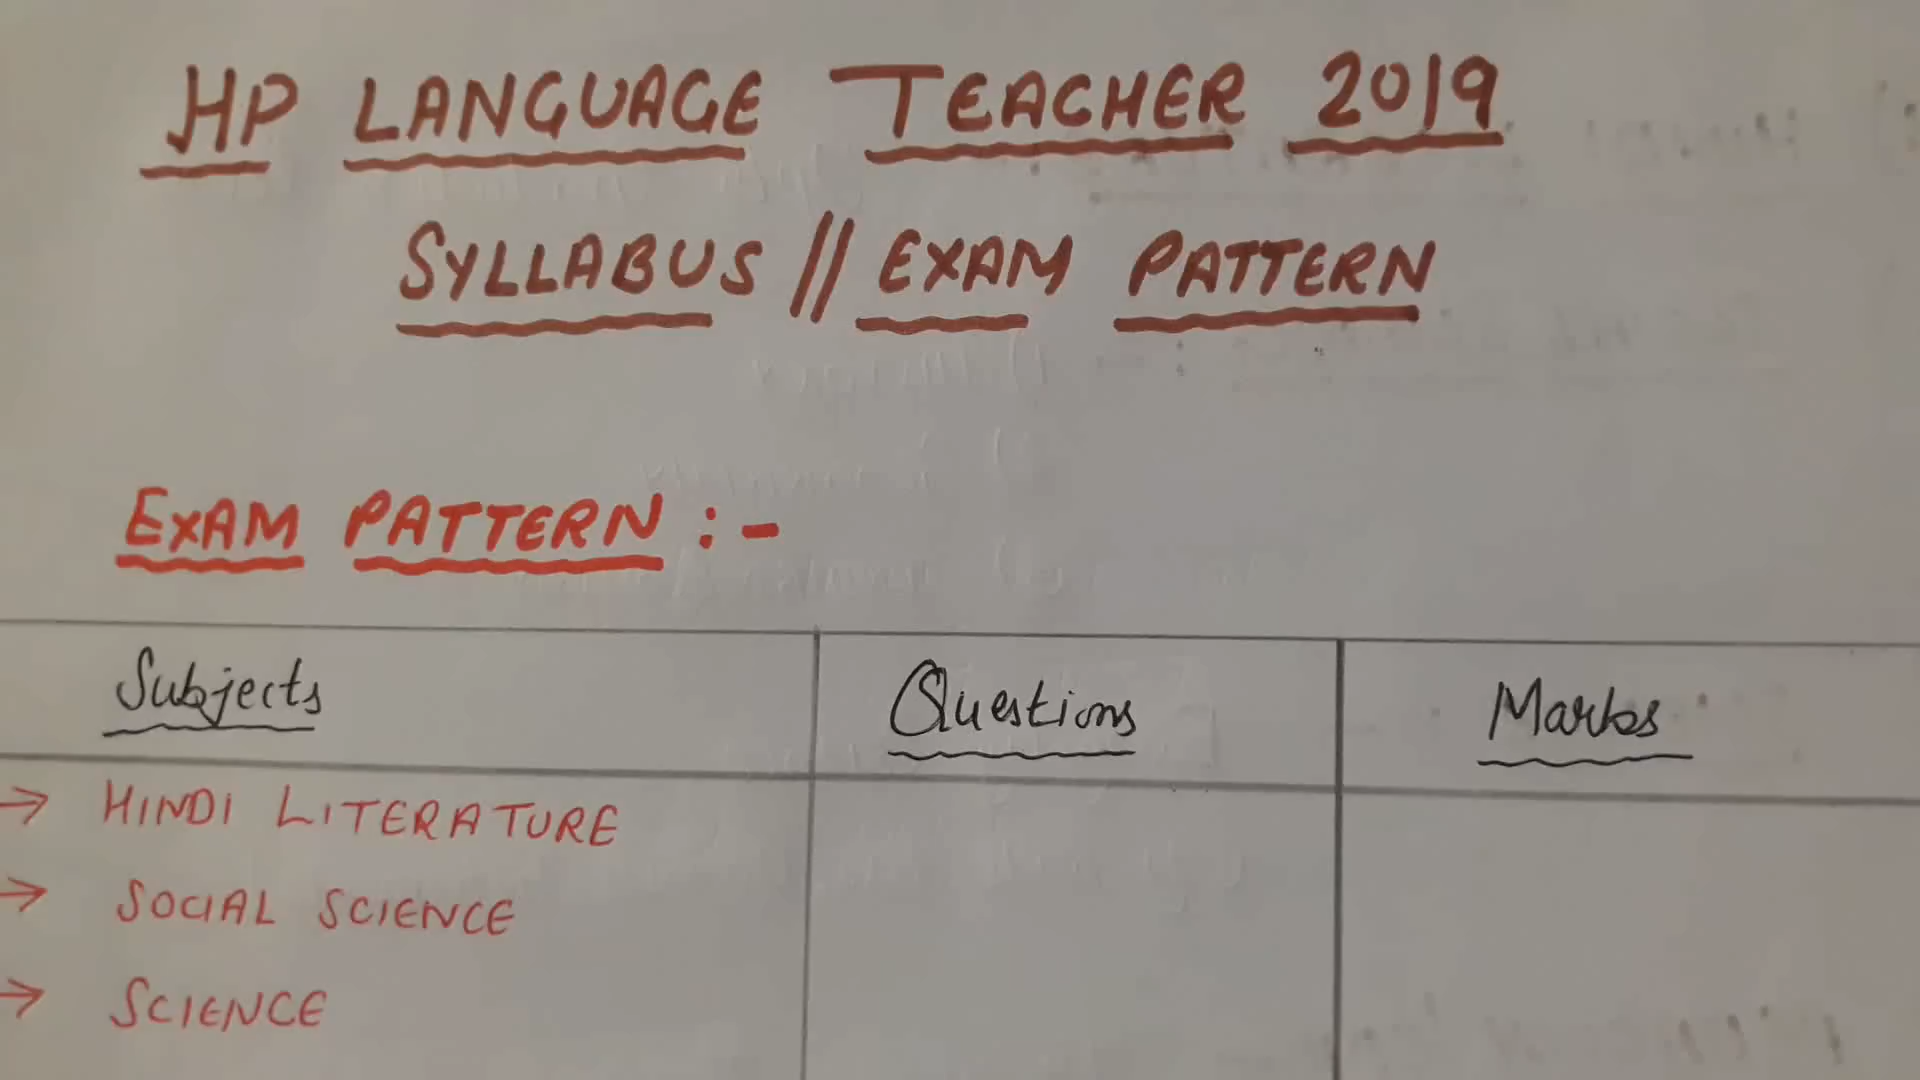 HP LANGUAGE TEACHER 2019
SYLLABUS // EXAM PATTERN
EXAM PATTERN :-
Subjects Questions Marks
→ HINDI LITERATURE
→ SOCIAL SCIENCE
→ SCIENCE